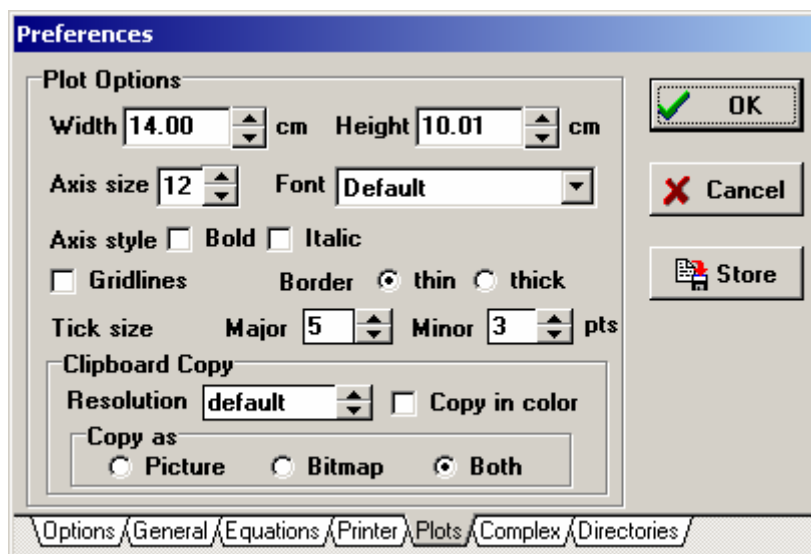 Preferences
Plot Options
Width 14.00 cm Height 10.01 cm
OK
Axis size 12 Font Default
Cancel
Axis style Bold Italic
Gridlines Border thin thick
Store
Tick size Major 5 Minor 3 pts
Clipboard Copy
Resolution default Copy in color
Copy as
Picture Bitmap Both
Options General Equations Printer Plots Complex Directories